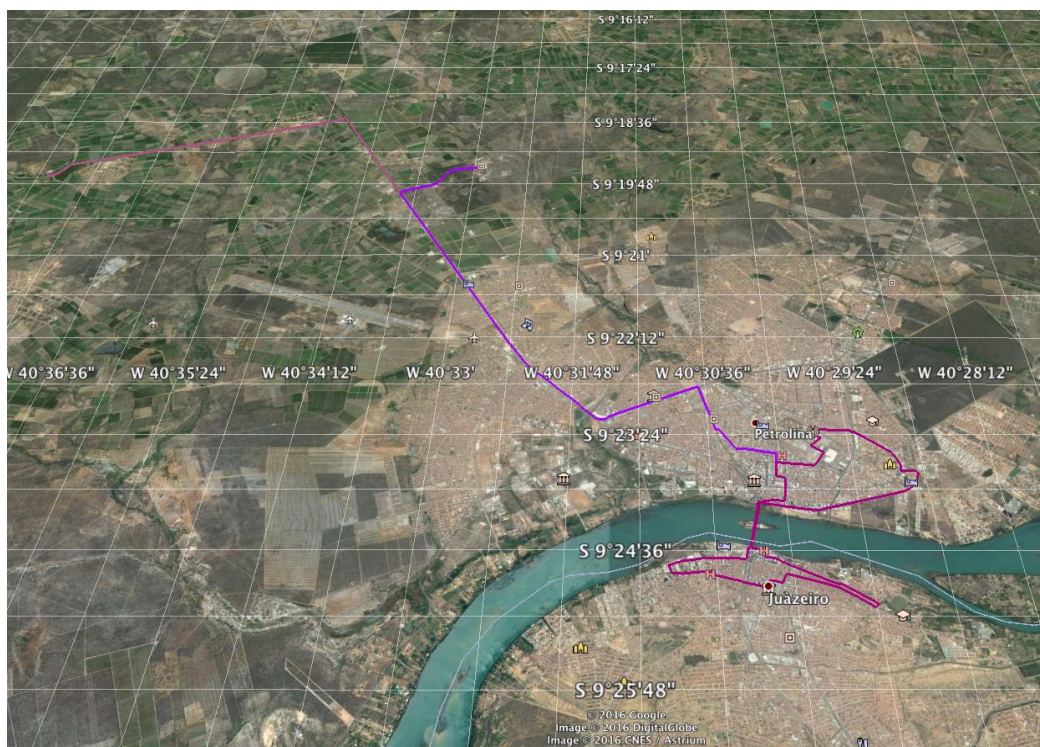 S 9°16'12"
S 9°17'24"
S 9°18'36"
S 9°19'48"
S 9°21'
S 9°22'12"
W 40°36'36" W 40°35'24" W 40°34'12" W 40°33' W 40°31'48" W 40°30'36" W 40°29'24" W 40°28'12"
S 9°23'24"
Petrolina
H
S 9°24'36"
H
H
Juazeiro
S 9°25'48"
© 2016 Google
Image © 2016 DigitalGlobe
Image © 2016 CNES / Astrium